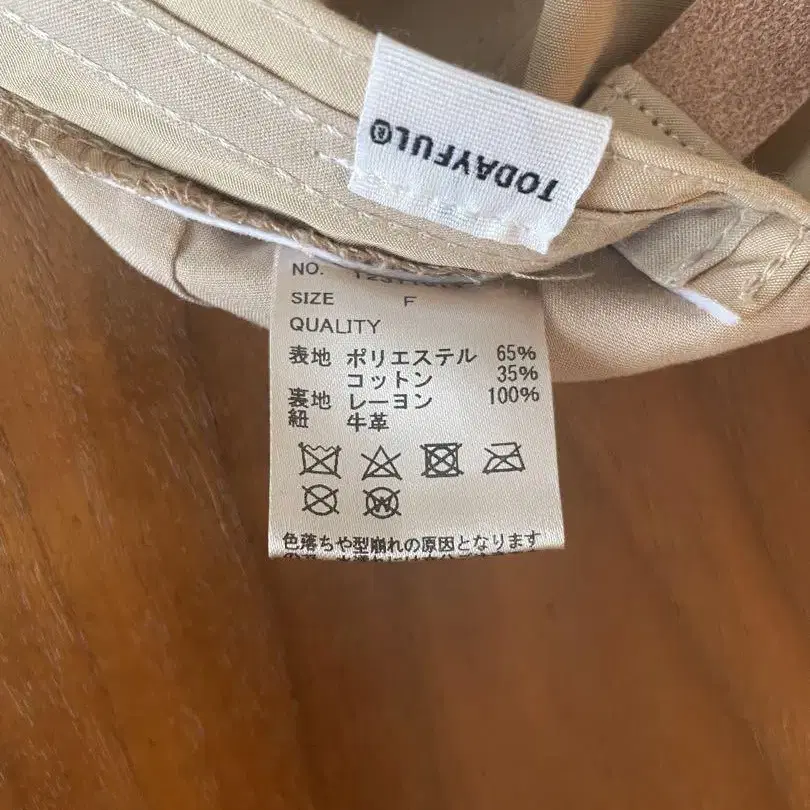 TODAYFUL®
NO.
SIZE F
QUALITY
表地 ポリエステル 65%
コットン 35%
裏地 レーヨン 100%
紐 牛革
W
色落ちや型崩れの原因となります